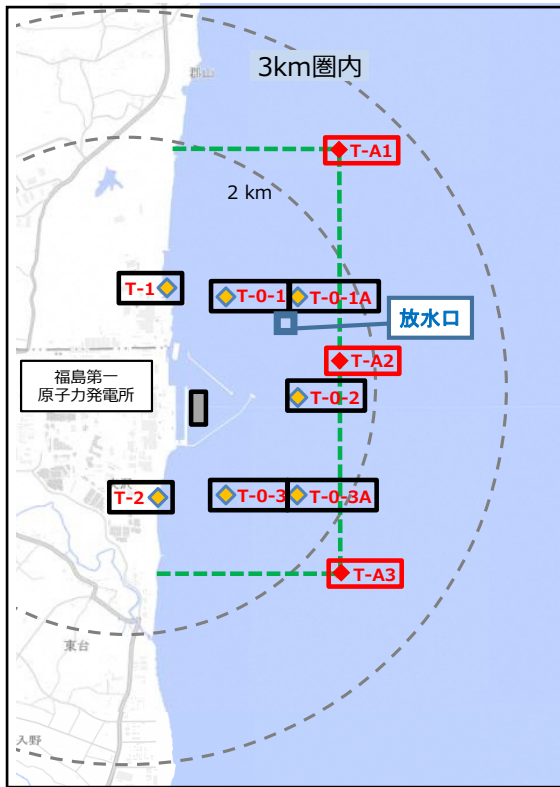 3km圏内
郡山
T-A1
2 km
T-1
T-0-1
T-0-1A
放水口
T-A2
福島第一
原子力発電所
T-0-2
T-2
T-0-3
T-0-3A
T-A3
東台
入野